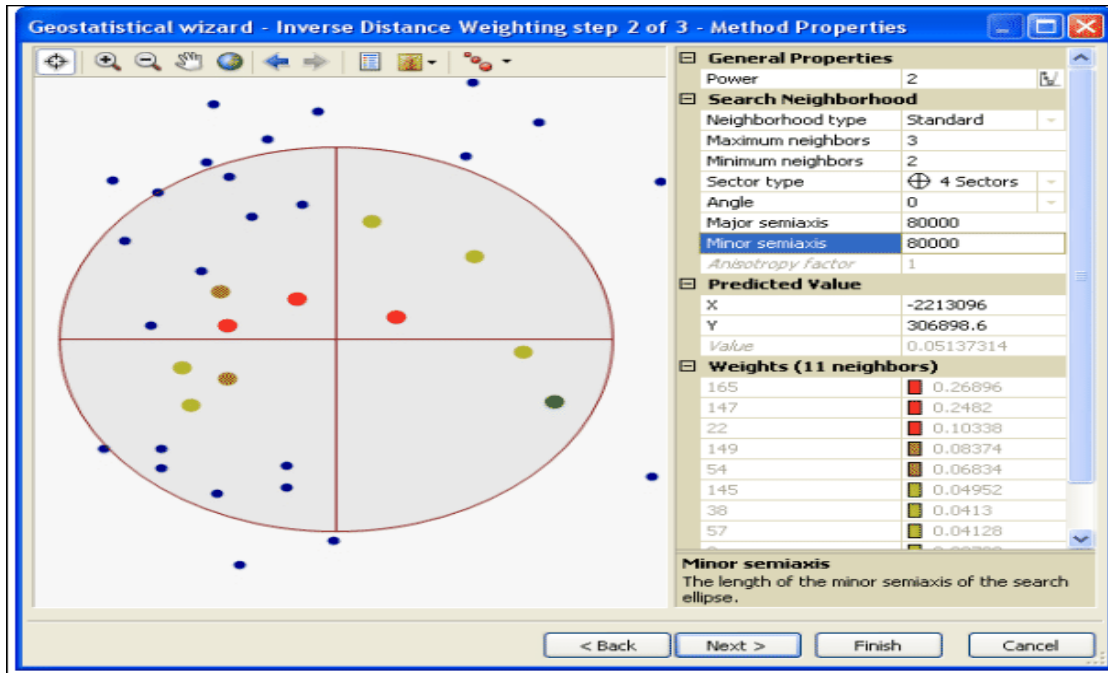 Geostatistical wizard - Inverse Distance Weighting step 2 of 3 - Method Properties
General Properties
Power 2
Search Neighborhood
Neighborhood type Standard
Maximum neighbors 3
Minimum neighbors 2
Sector type 4 Sectors
Angle 0
Major semiaxis 80000
Minor semiaxis 80000
Anisotropy factor 1
Predicted Value
X -2213096
Y 306898.6
Value 0.05137314
Weights (11 neighbors)
165 0.26896
147 0.2482
22 0.10338
149 0.08374
54 0.06834
145 0.04952
38 0.0413
57 0.04128
Minor semiaxis
The length of the minor semiaxis of the search
ellipse.
< Back Next > Finish Cancel